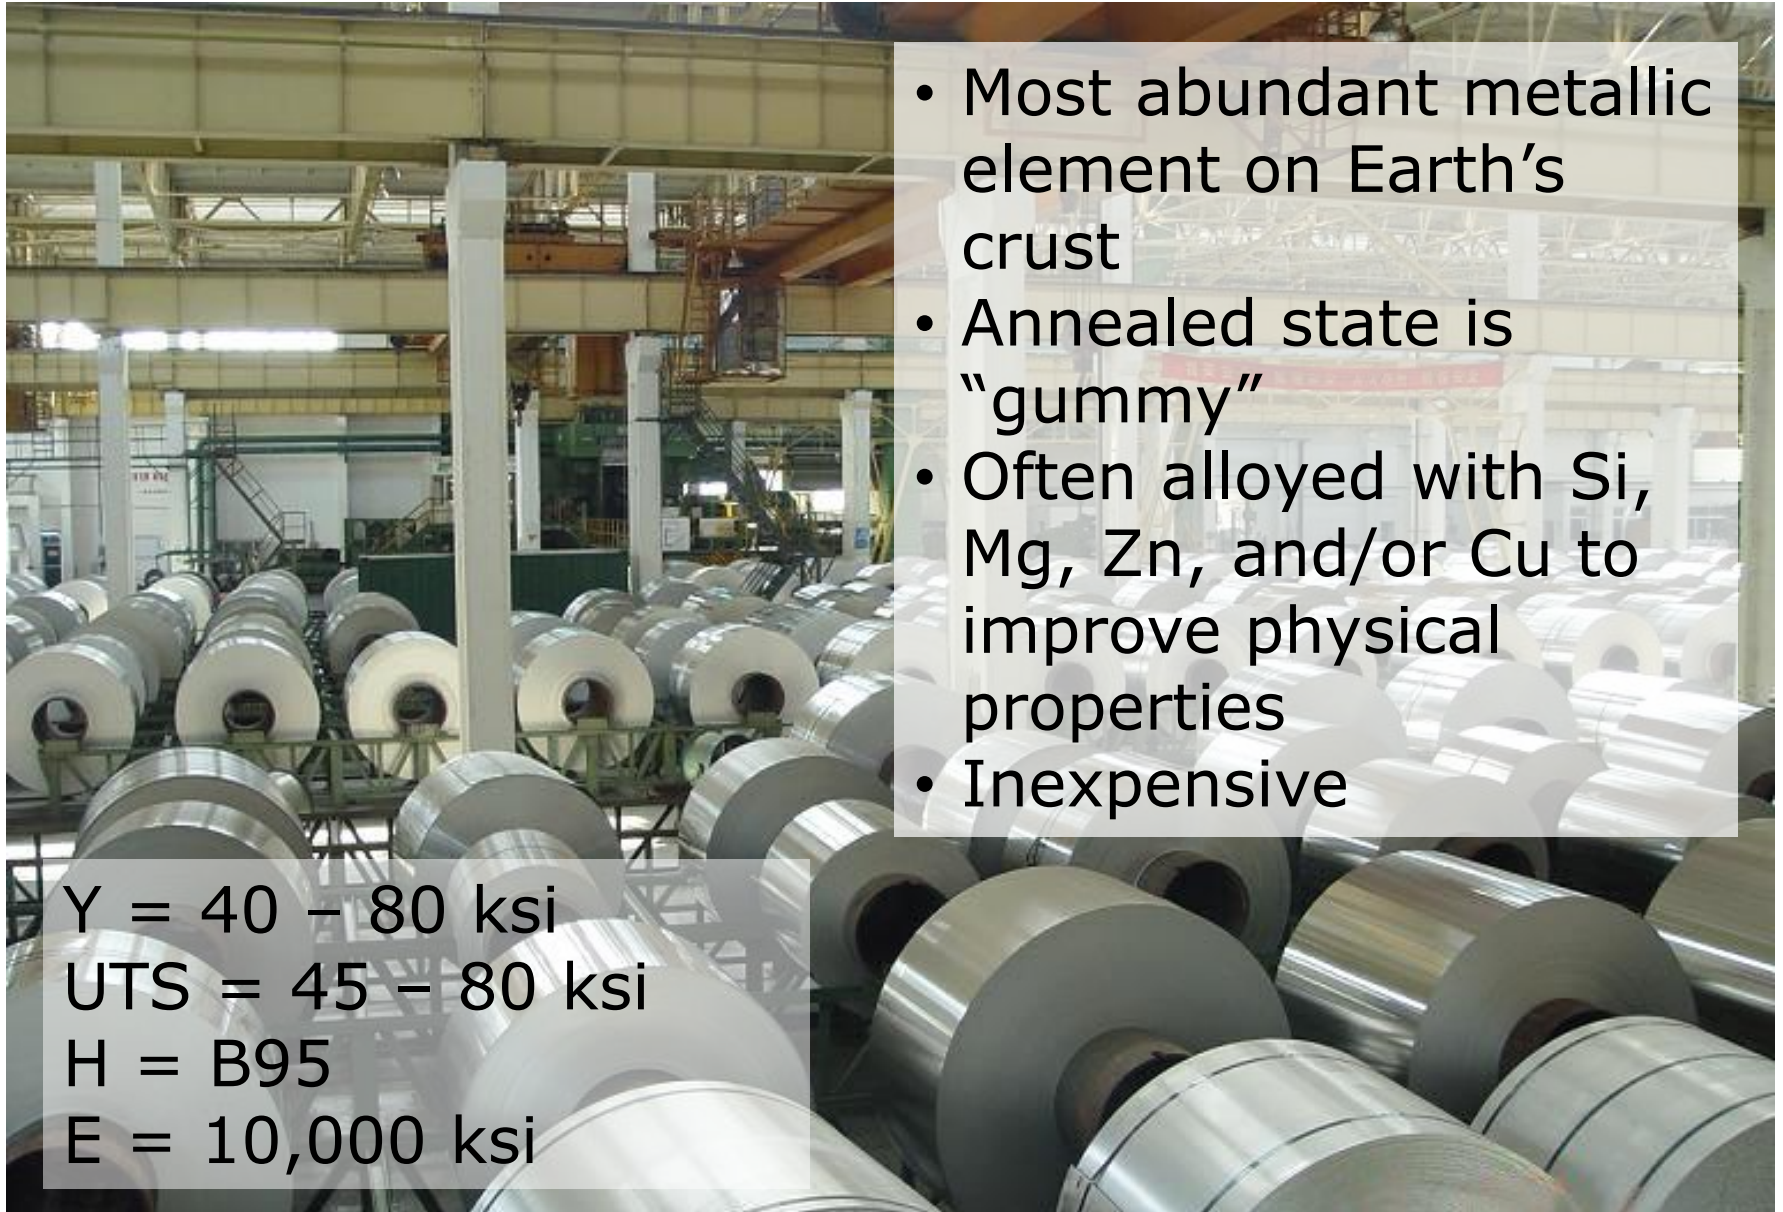 • Most abundant metallic
element on Earth’s
crust
• Annealed state is
“gummy”
• Often alloyed with Si,
Mg, Zn, and/or Cu to
improve physical
properties
• Inexpensive
Y = 40 – 80 ksi
UTS = 45 – 80 ksi
H = B95
E = 10,000 ksi